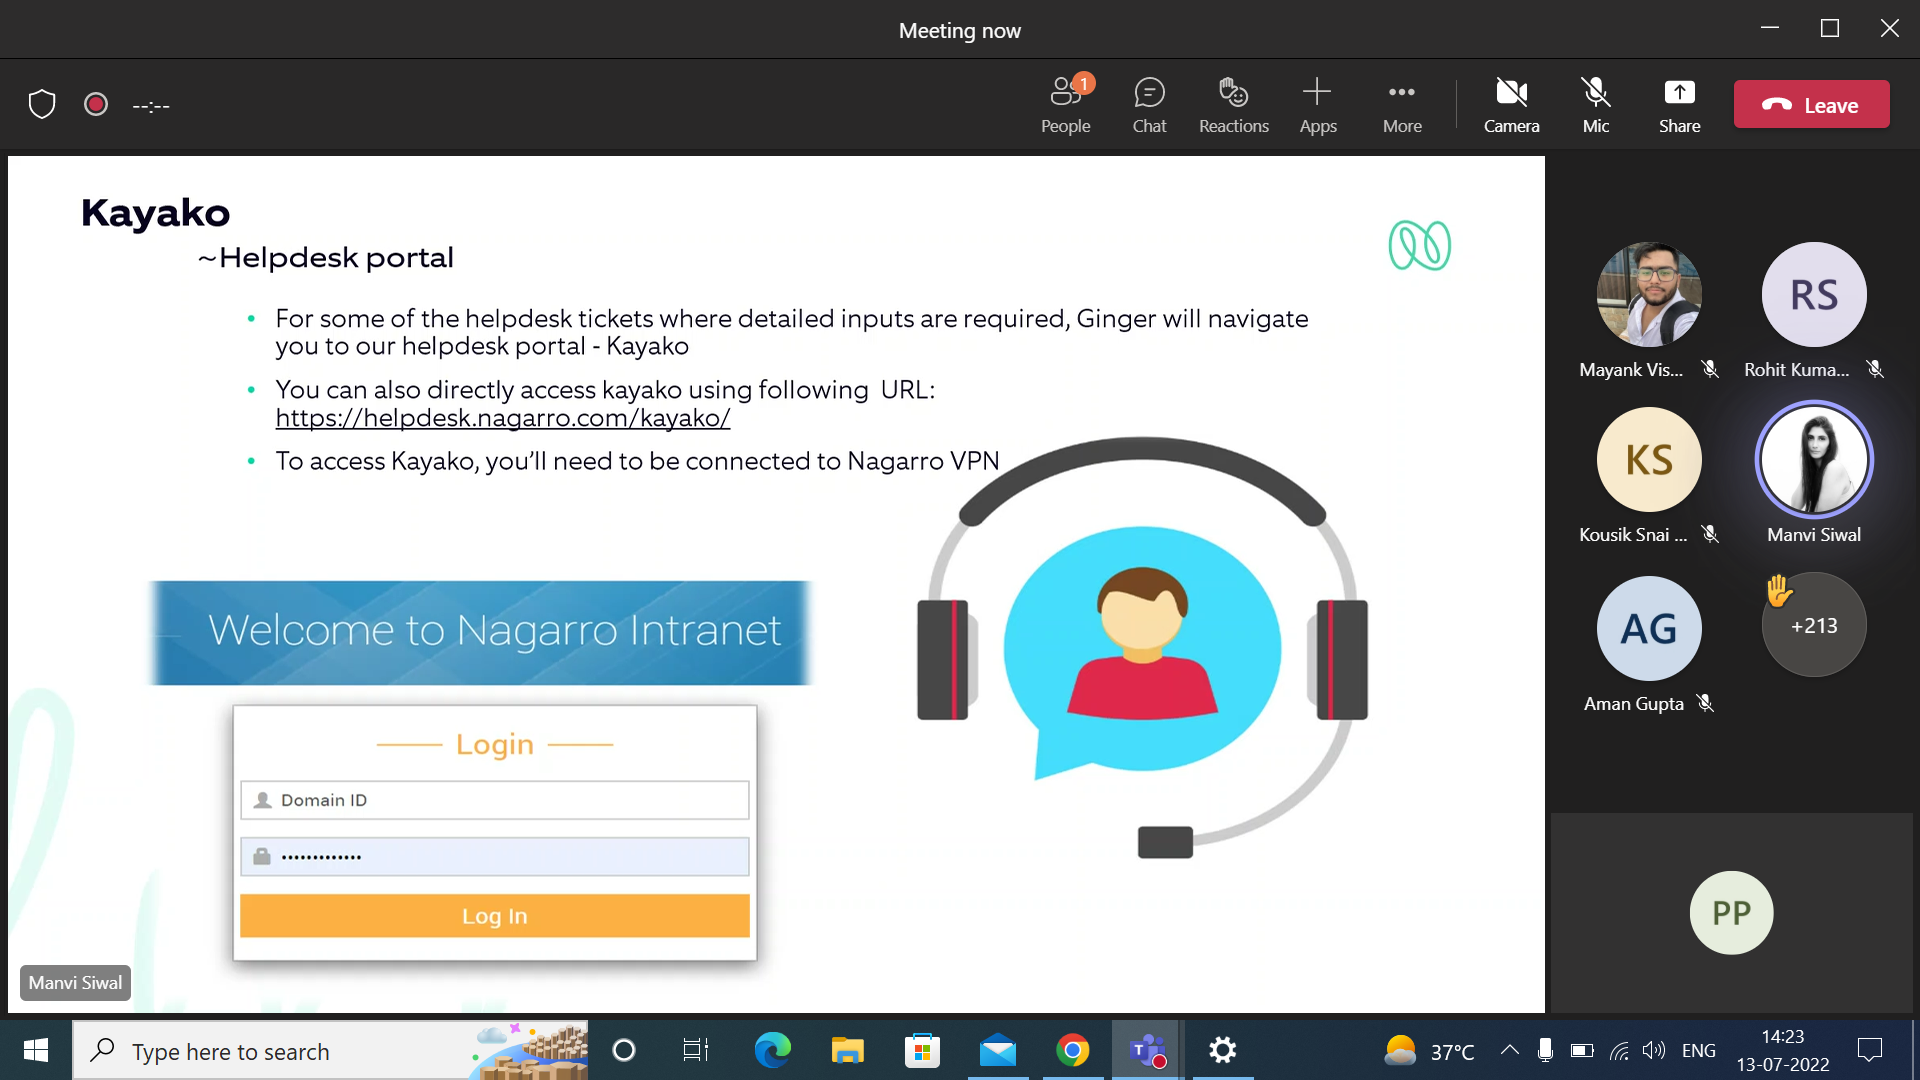 Meeting now
--:--
1
People
Chat
Reactions
Apps
More
Camera
Mic
Share
Leave
Kayako
~Helpdesk portal
• For some of the helpdesk tickets where detailed inputs are required, Ginger will navigate
you to our helpdesk portal - Kayako
• You can also directly access kayako using following URL:
https://helpdesk.nagarro.com/kayako/
• To access Kayako, you'll need to be connected to Nagarro VPN
Welcome to Nagarro Intranet
Login
Domain ID
•••••••••••••
Log In
Manvi Siwal
RS
Mayank Vis...
Rohit Kuma...
KS
Kousik Snai ...
Manvi Siwal
AG
+213
Aman Gupta
PP
Type here to search
37°C
ENG
14:23
13-07-2022